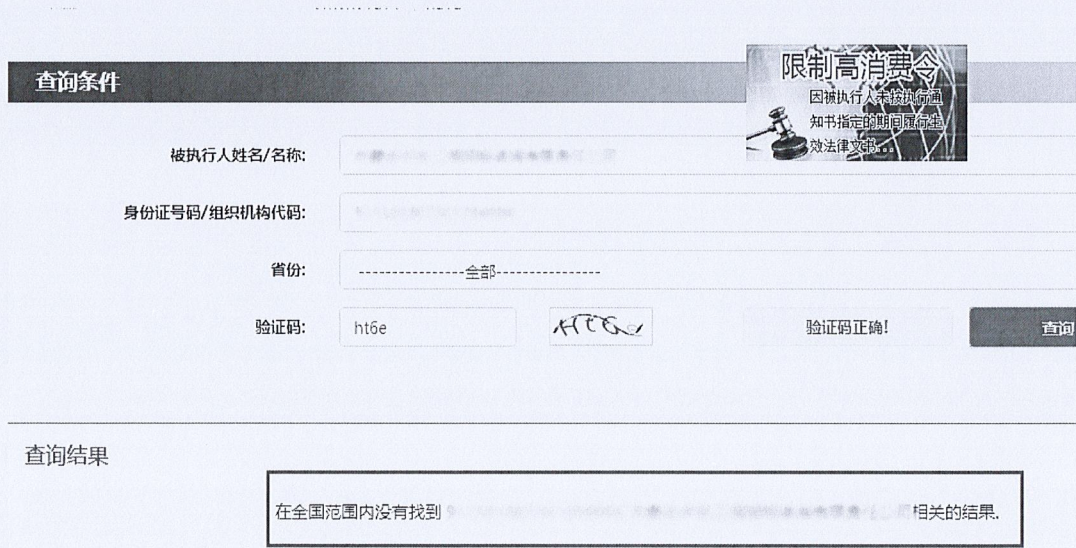 查询条件
限制高消费令
因被执行人未按执行通
知书指定的期间履行生
效法律文书...
被执行人姓名/名称:
身份证号码/组织机构代码:
省份:
----------------全部----------------
验证码:
ht6e
HT6e
验证码正确!
查询
查询结果
在全国范围内没有找到
相关的结果.